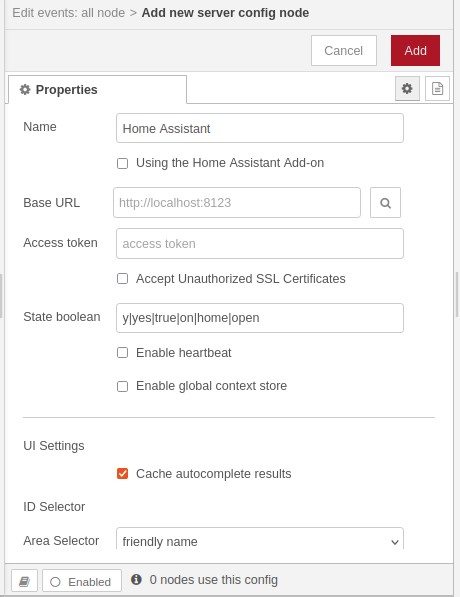 Edit events: all node > Add new server config node
Cancel Add
Properties
Name Home Assistant
Using the Home Assistant Add-on
Base URL http://localhost:8123
Access token access token
Accept Unauthorized SSL Certificates
State boolean y|yes|true|on|home|open
Enable heartbeat
Enable global context store
UI Settings
Cache autocomplete results
ID Selector
Area Selector friendly name
Enabled 0 nodes use this config